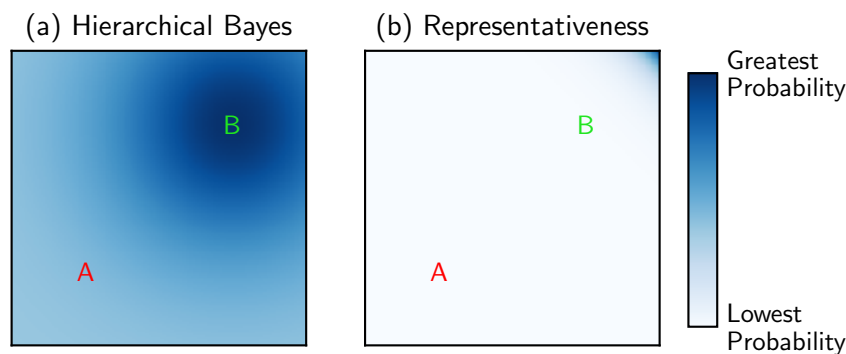 (a) Hierarchical Bayes
(b) Representativeness
Greatest
Probability
B
B
A
A
Lowest
Probability